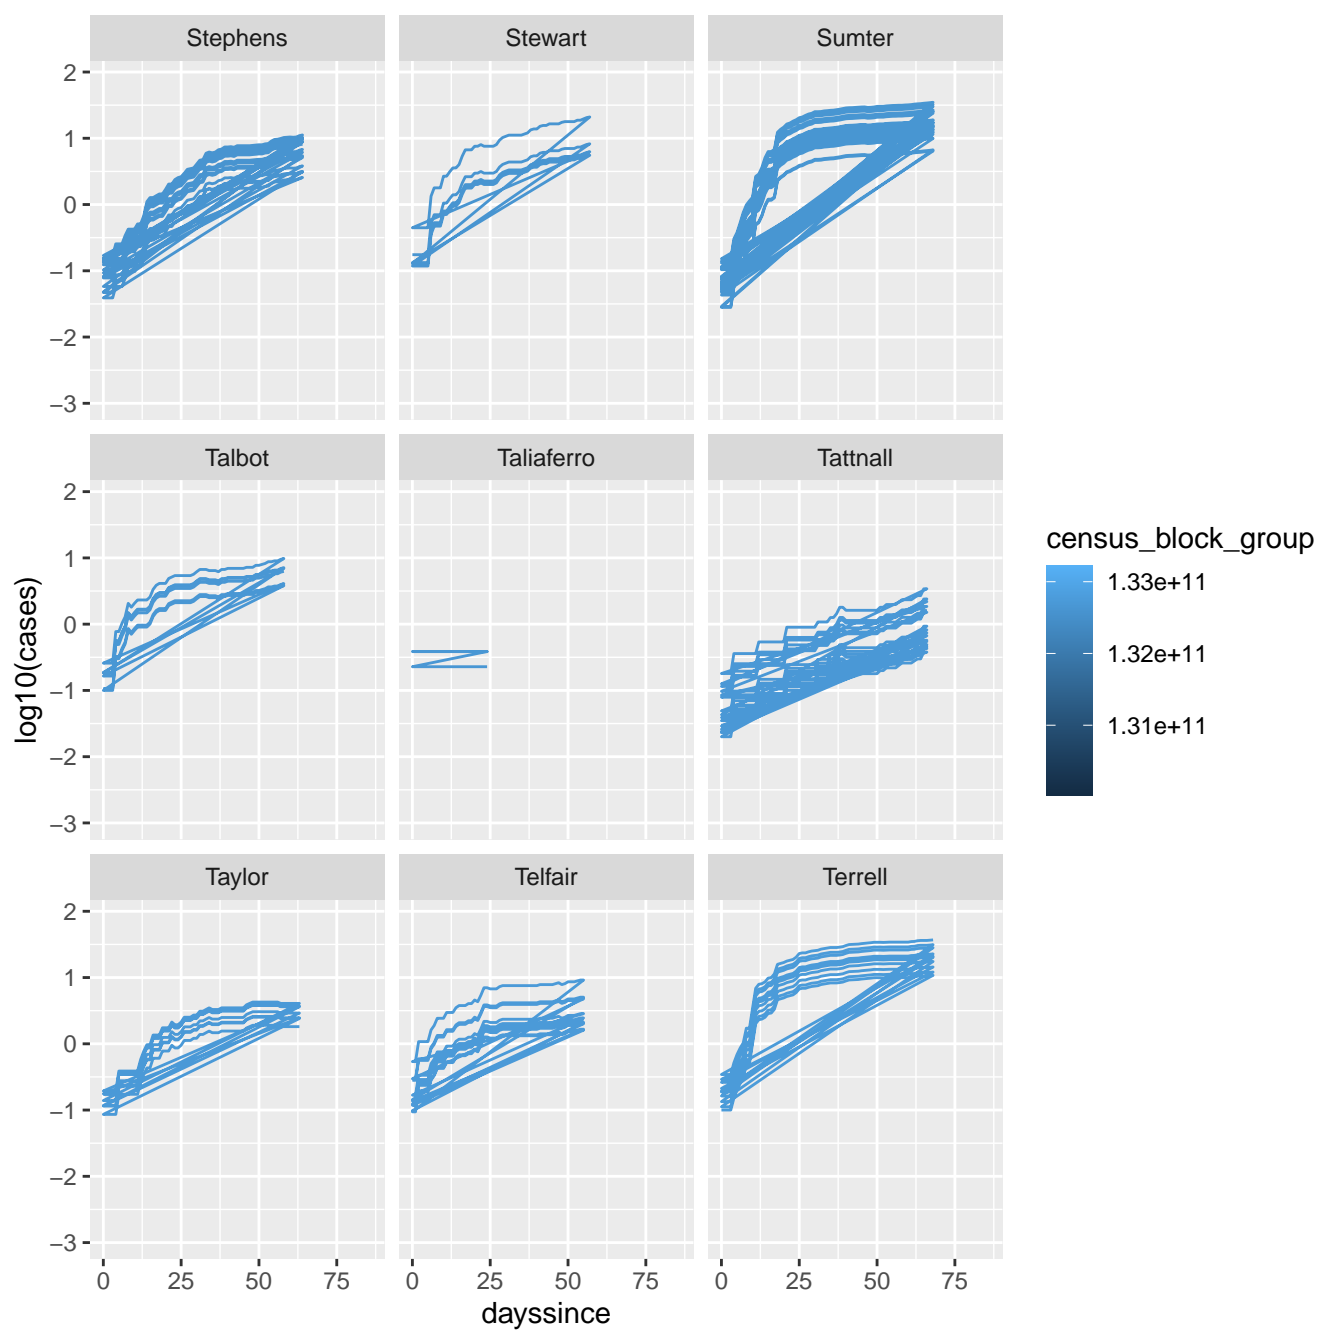 Stephens Stewart Sumter
2
1
0
−1
−2
−3
Talbot Taliaferro Tattnall
2
1
0
−1
−2
−3
Taylor Telfair Terrell
2
1
0
−1
−2
−3
0 25 50 75 0 25 50 75 0 25 50 75
dayssince
log10(cases)
census_block_group
1.33e+11
1.32e+11
1.31e+11